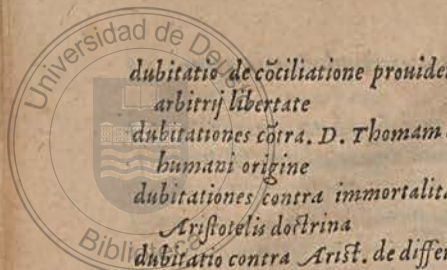 dubitatio de cōciliatione prouide
arbitrij libertate
dubitationes cōtra. D. Thomam
humani origine
dubitationes contra immortalita
Aristotelis doctrina
dubitatio contra Arist. de differ